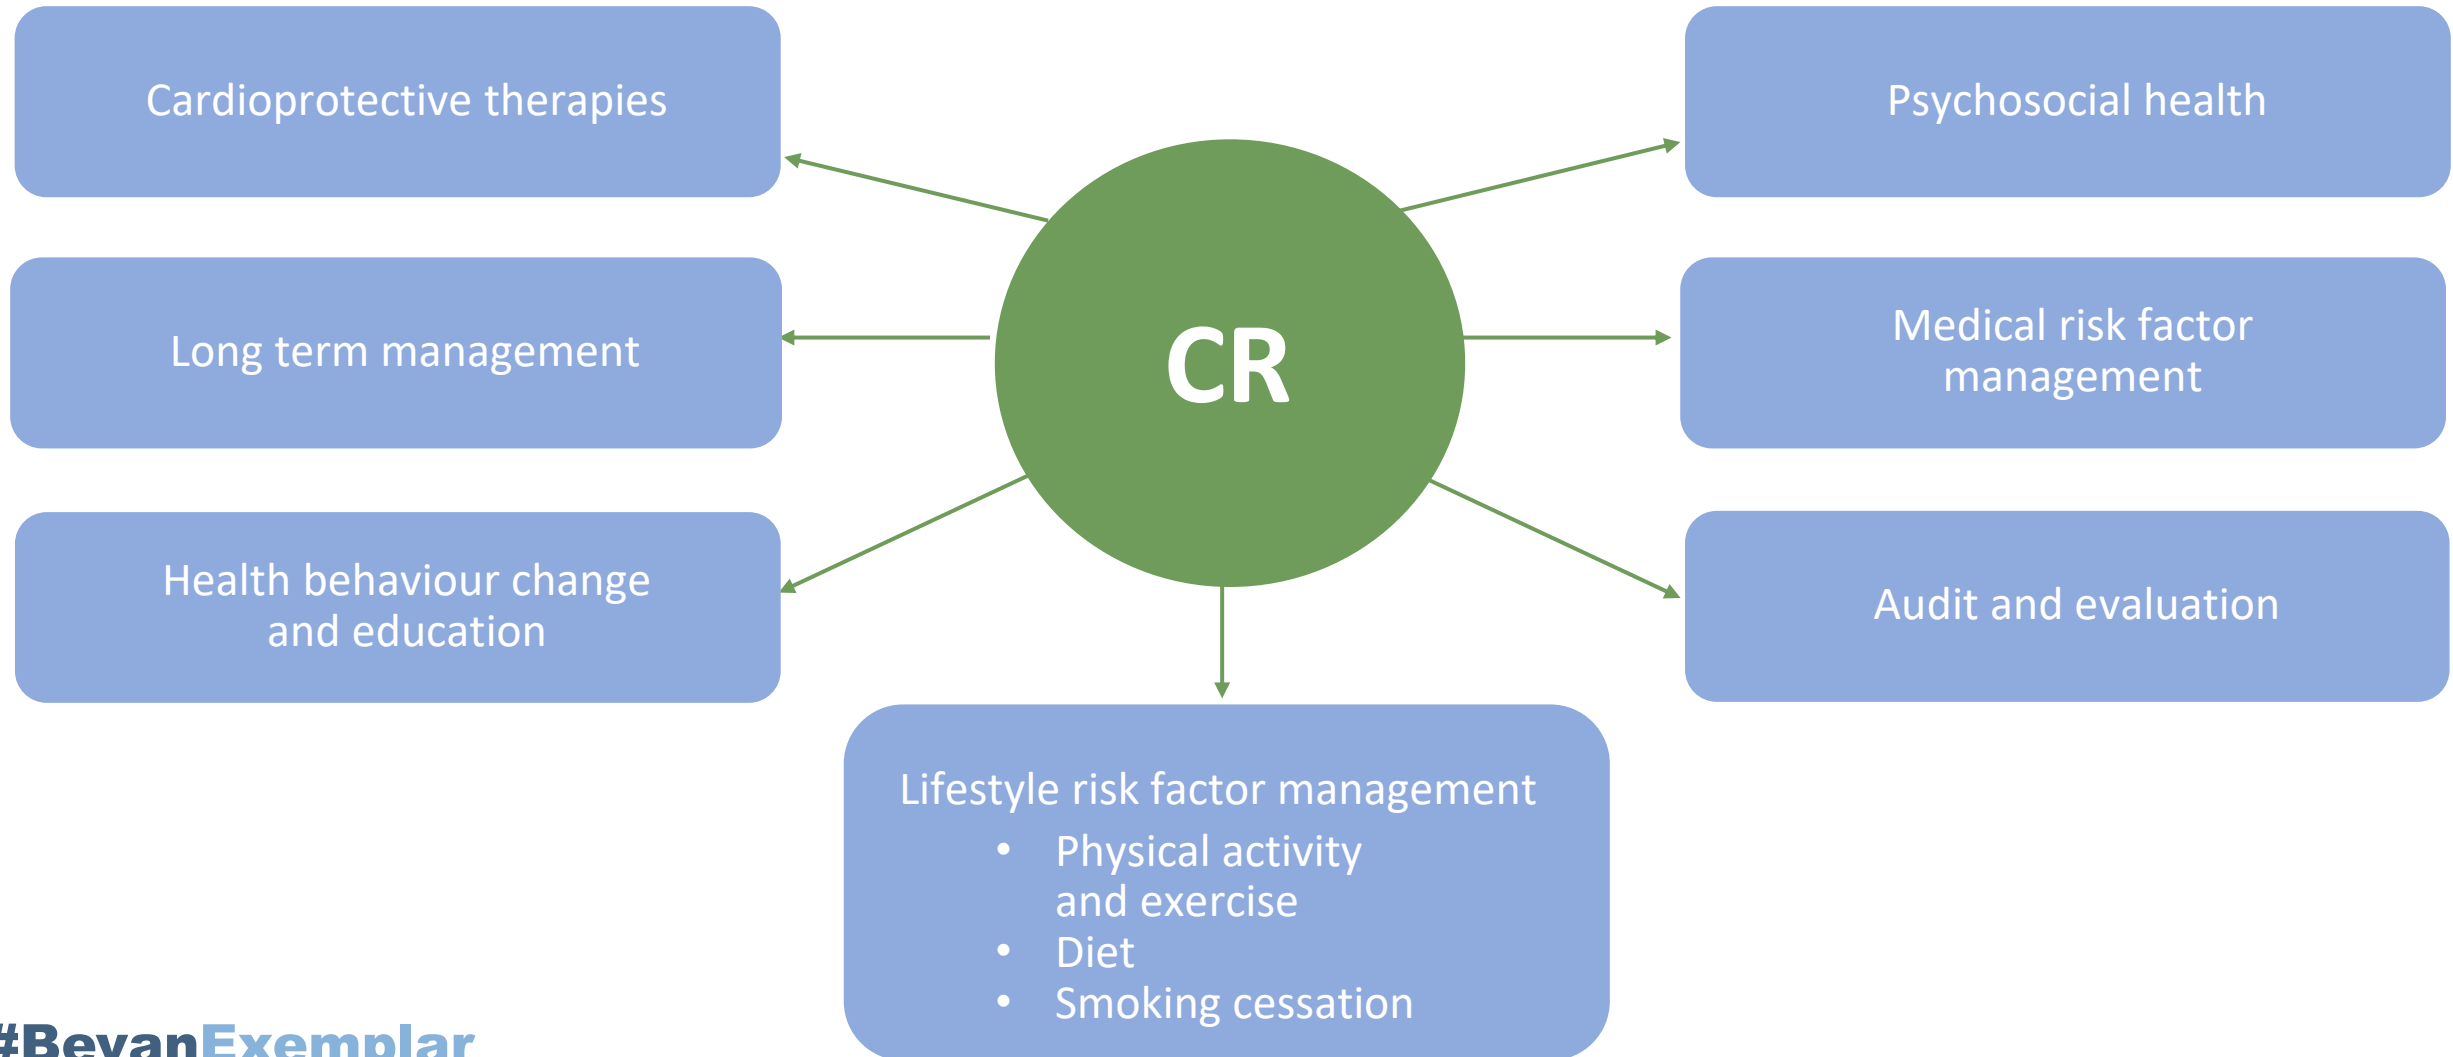 Cardioprotective therapies
Psychosocial health
CR
Long term management
Medical risk factor
management
Health behaviour change
and education
Audit and evaluation
Lifestyle risk factor management
• Physical activity
and exercise
• Diet
• Smoking cessation
#BevanExemplar